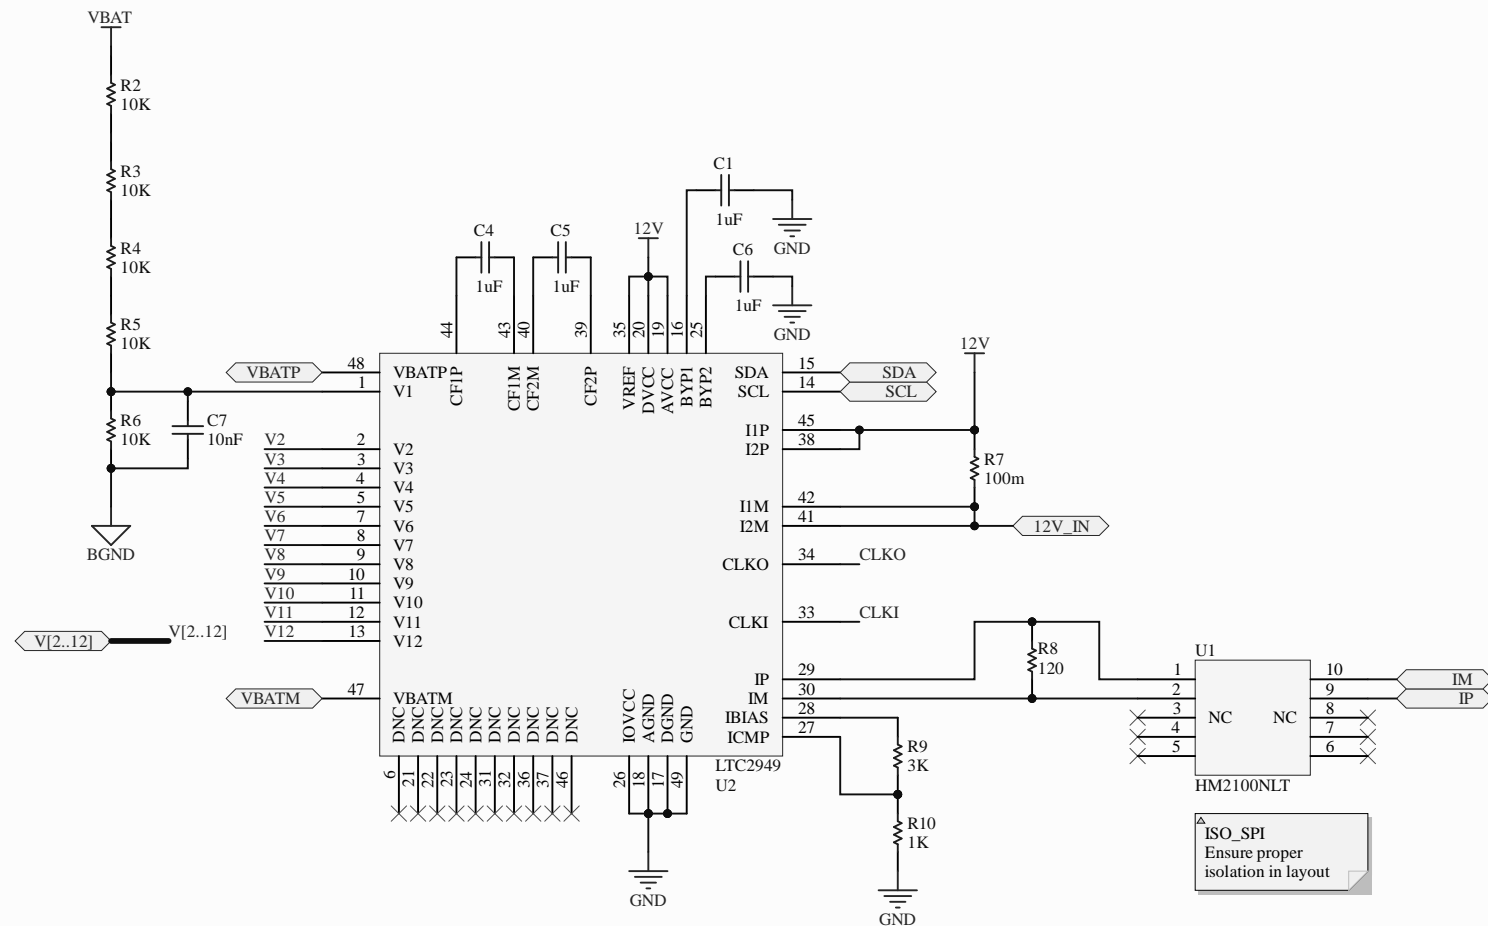 VBAT
R2
10K
R3
10K
R4
10K
R5
10K
R6
10K
C7
10nF
BGND
V[2..12]
V[2..12]
VBATP
48
VBATP
1
V1
V2
2
V2
V3
3
V3
V4
4
V4
V5
5
V5
V6
7
V6
V7
8
V7
V8
9
V8
V9
10
V9
V10
11
V10
V11
12
V11
V12
13
V12
VBATM
47
VBATM
C4
1uF
C5
1uF
12V
C1
1uF
GND
C6
1uF
GND
44
CF1P
43
CF1M
40
CF2M
39
CF2P
35
VREF
20
DVCC
19
AVCC
16
BYP1
25
BYP2
SDA
15
SDA
SCL
14
SCL
I1P
45
I2P
38
12V
R7
100m
I1M
42
I2M
41
12V_IN
CLKO
34
CLKO
CLKI
33
CLKI
IP
29
IM
30
IBIAS
28
ICMP
27
R8
120
R9
3K
R10
1K
GND
LTC2949
U2
DNC
6
DNC
21
DNC
22
DNC
23
DNC
24
DNC
31
DNC
32
DNC
36
DNC
37
DNC
46
IOVCC
26
AGND
18
DGND
17
GND
49
GND
U1
1
2
3
4
5
NC
NC
10
9
8
7
6
IM
IP
HM2100NLT
ISO_SPI
Ensure proper
isolation in layout